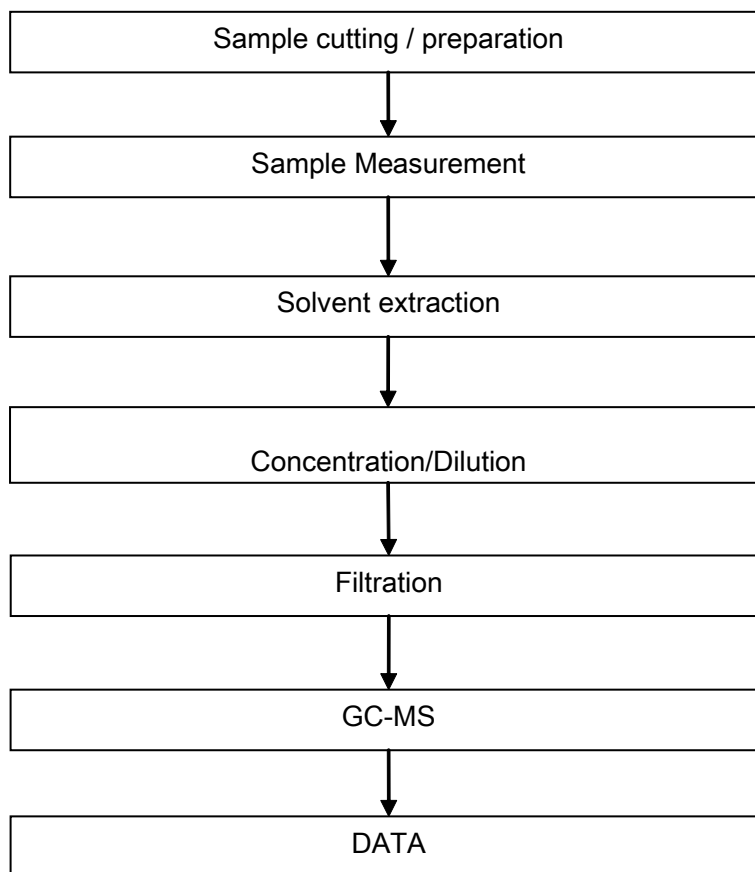 Sample cutting / preparation
Sample Measurement
Solvent extraction
Concentration/Dilution
Filtration
GC-MS
DATA